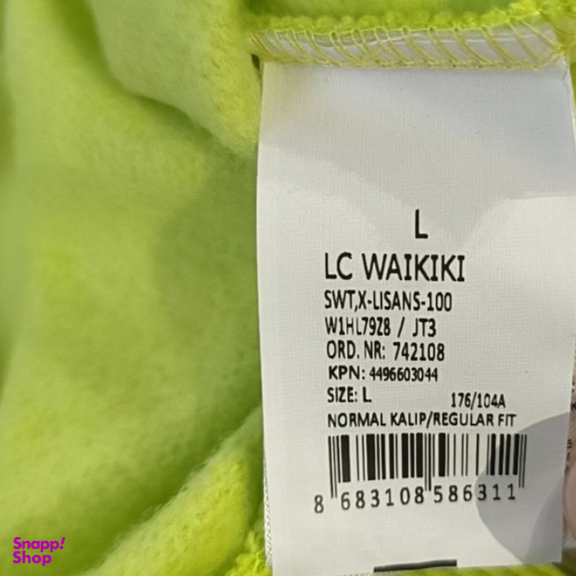 L
LC WAIKIKI
SWT,X-LISANS-100
W1HL79Z8 / JT3
ORD. NR: 742108
KPN: 4496603044
SIZE: L 176/104A
NORMAL KALIP/REGULAR FIT
8 683108 586311
Snapp!
Shop